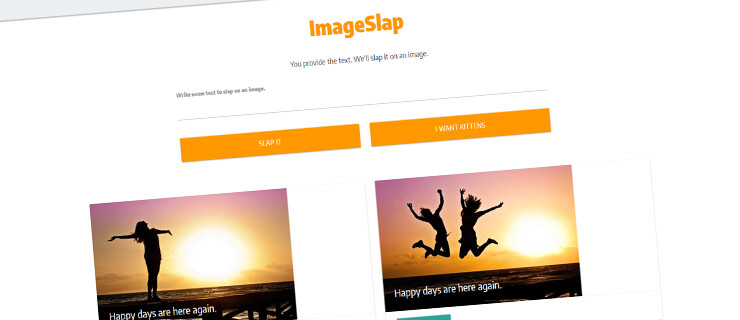 ImageSlap
You provide the text. We'll slap it on an image.
Write some text to slap on an image.
SLAP IT
I WANT KITTENS
Happy days are here again.
Happy days are here again.